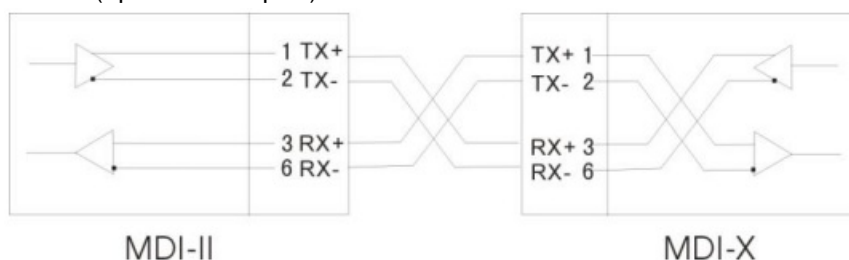 1 TX+ TX+ 1
2 TX- TX- 2
3 RX+ RX+ 3
6 RX- RX- 6
MDI-II MDI-X